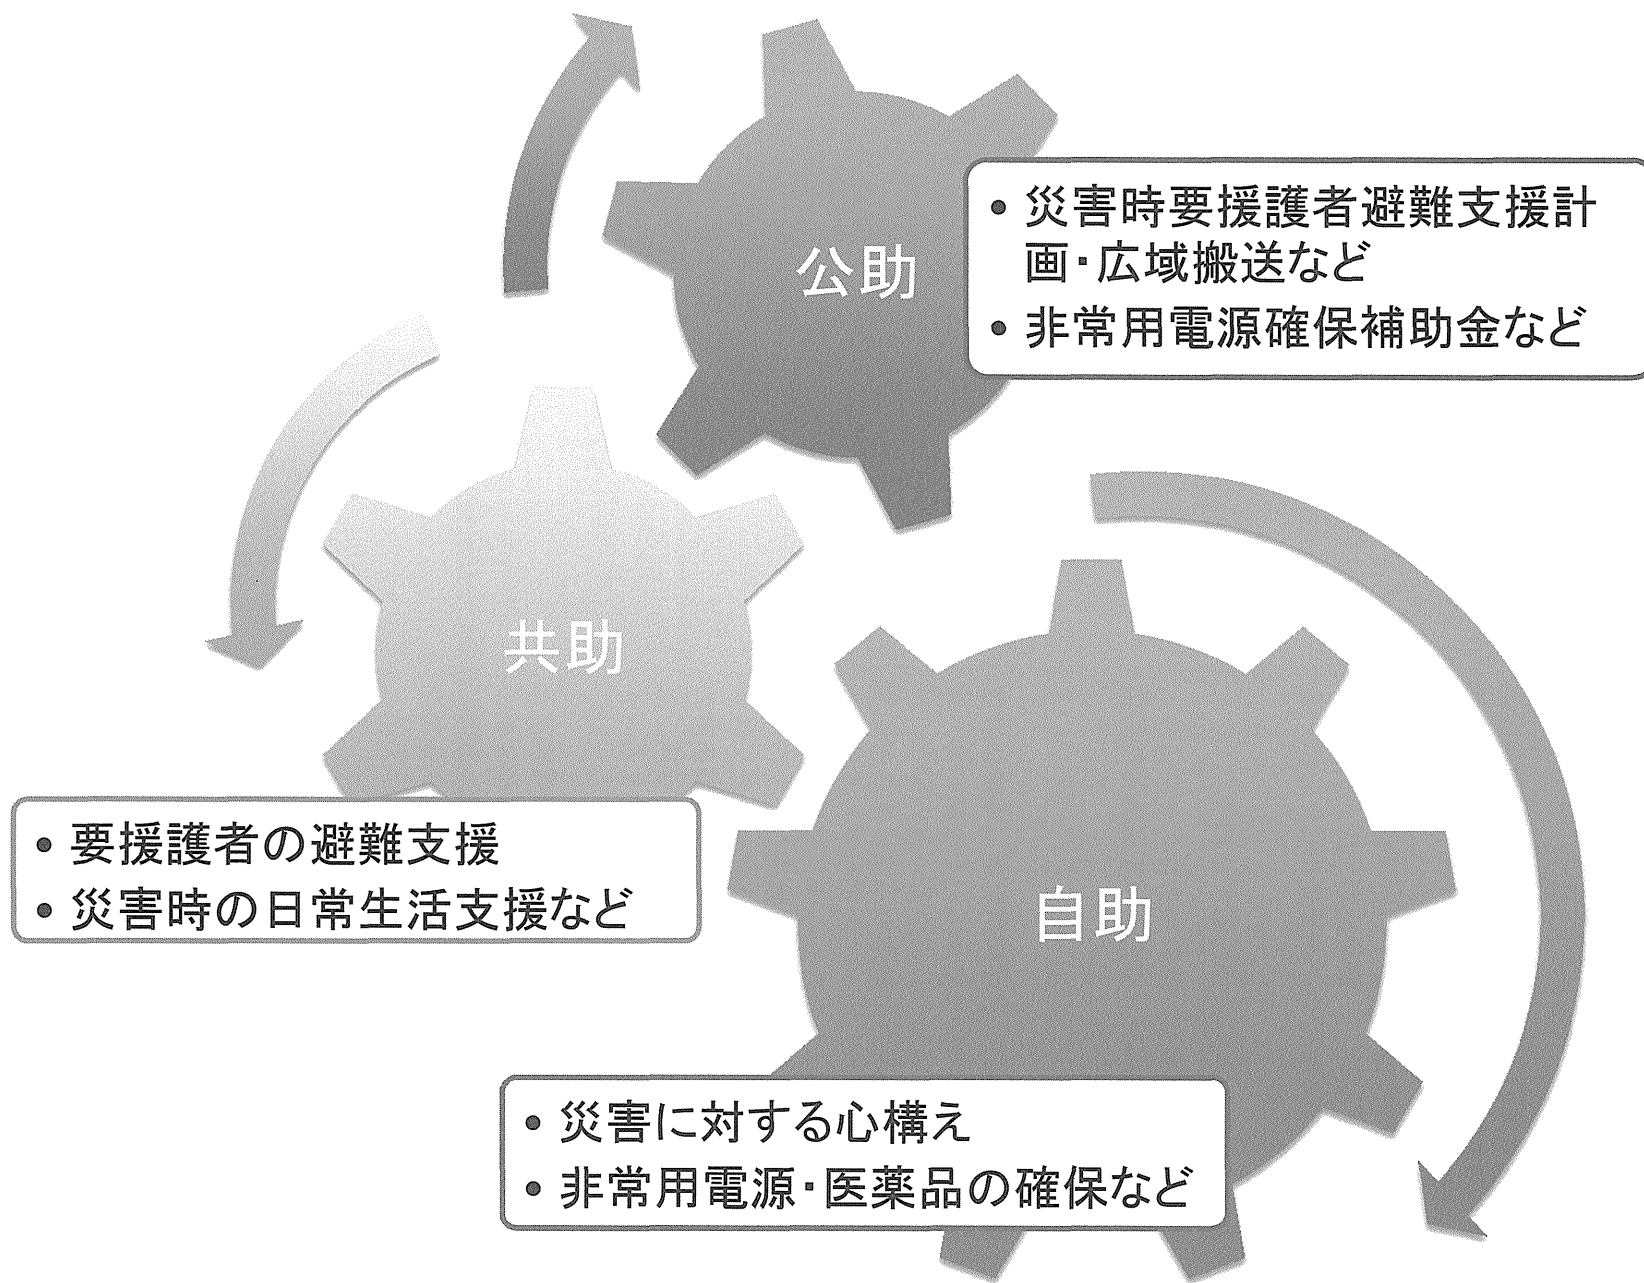 公助
• 災害時要援護者避難支援計
画・広域搬送など
• 非常用電源確保補助金など
共助
• 要援護者の避難支援
• 災害時の日常生活支援など
自助
• 災害に対する心構え
• 非常用電源・医薬品の確保など